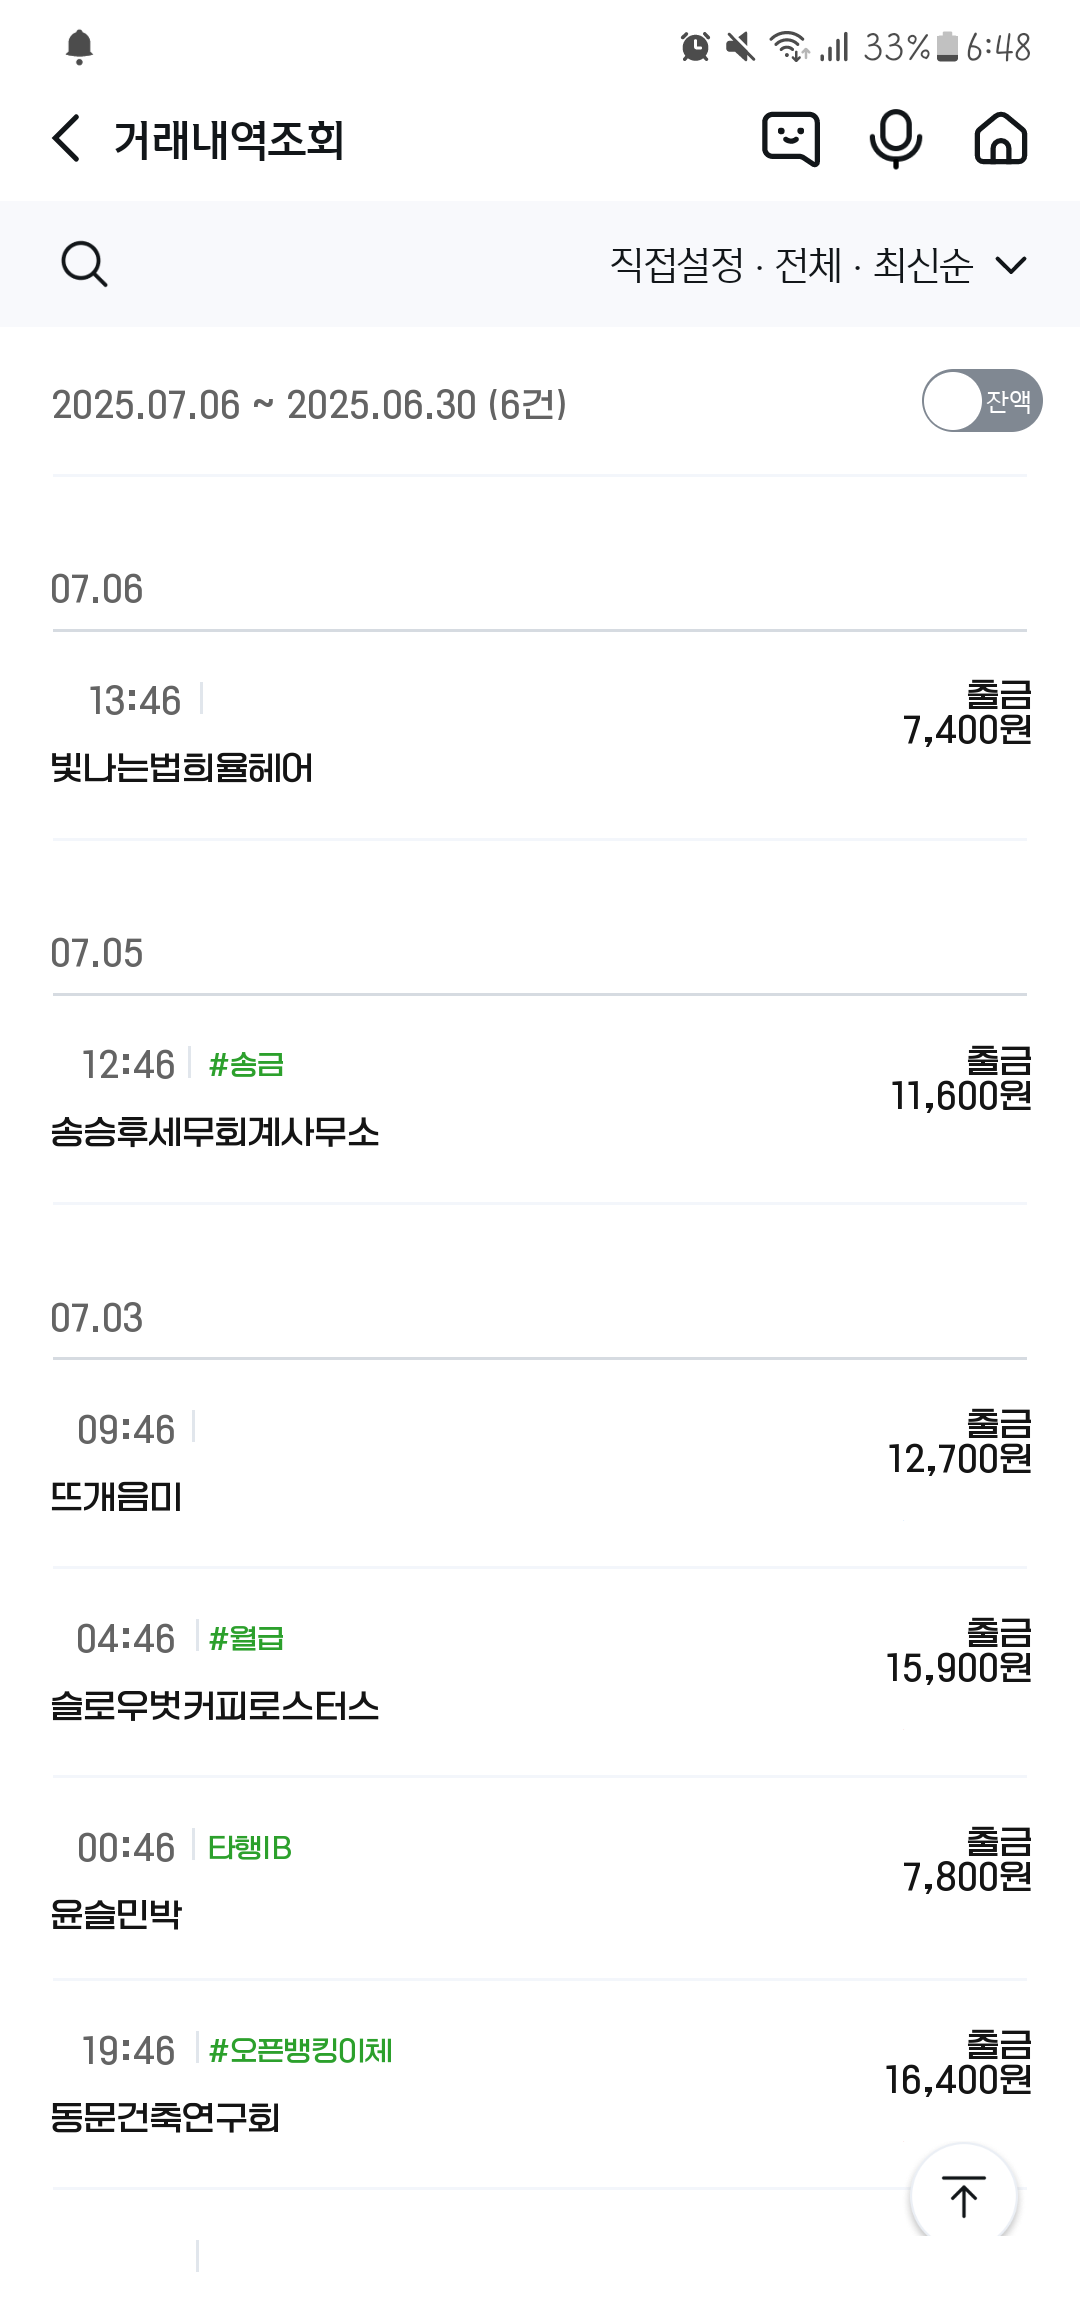 33% 6:48
거래내역조회
직접설정 · 전체 · 최신순
2025.07.06 ~ 2025.06.30 (6건)
잔액
07.06
13:46
출금
7,400원
빛나는법희율헤어
07.05
12:46 #송금
출금
11,600원
송승후세무회계사무소
07.03
09:46
출금
12,700원
뜨개음미
04:46 #월급
출금
15,900원
슬로우벗커피로스터스
00:46 타행IB
출금
7,800원
윤슬민박
19:46 #오픈뱅킹이체
출금
16,400원
동문건축연구회